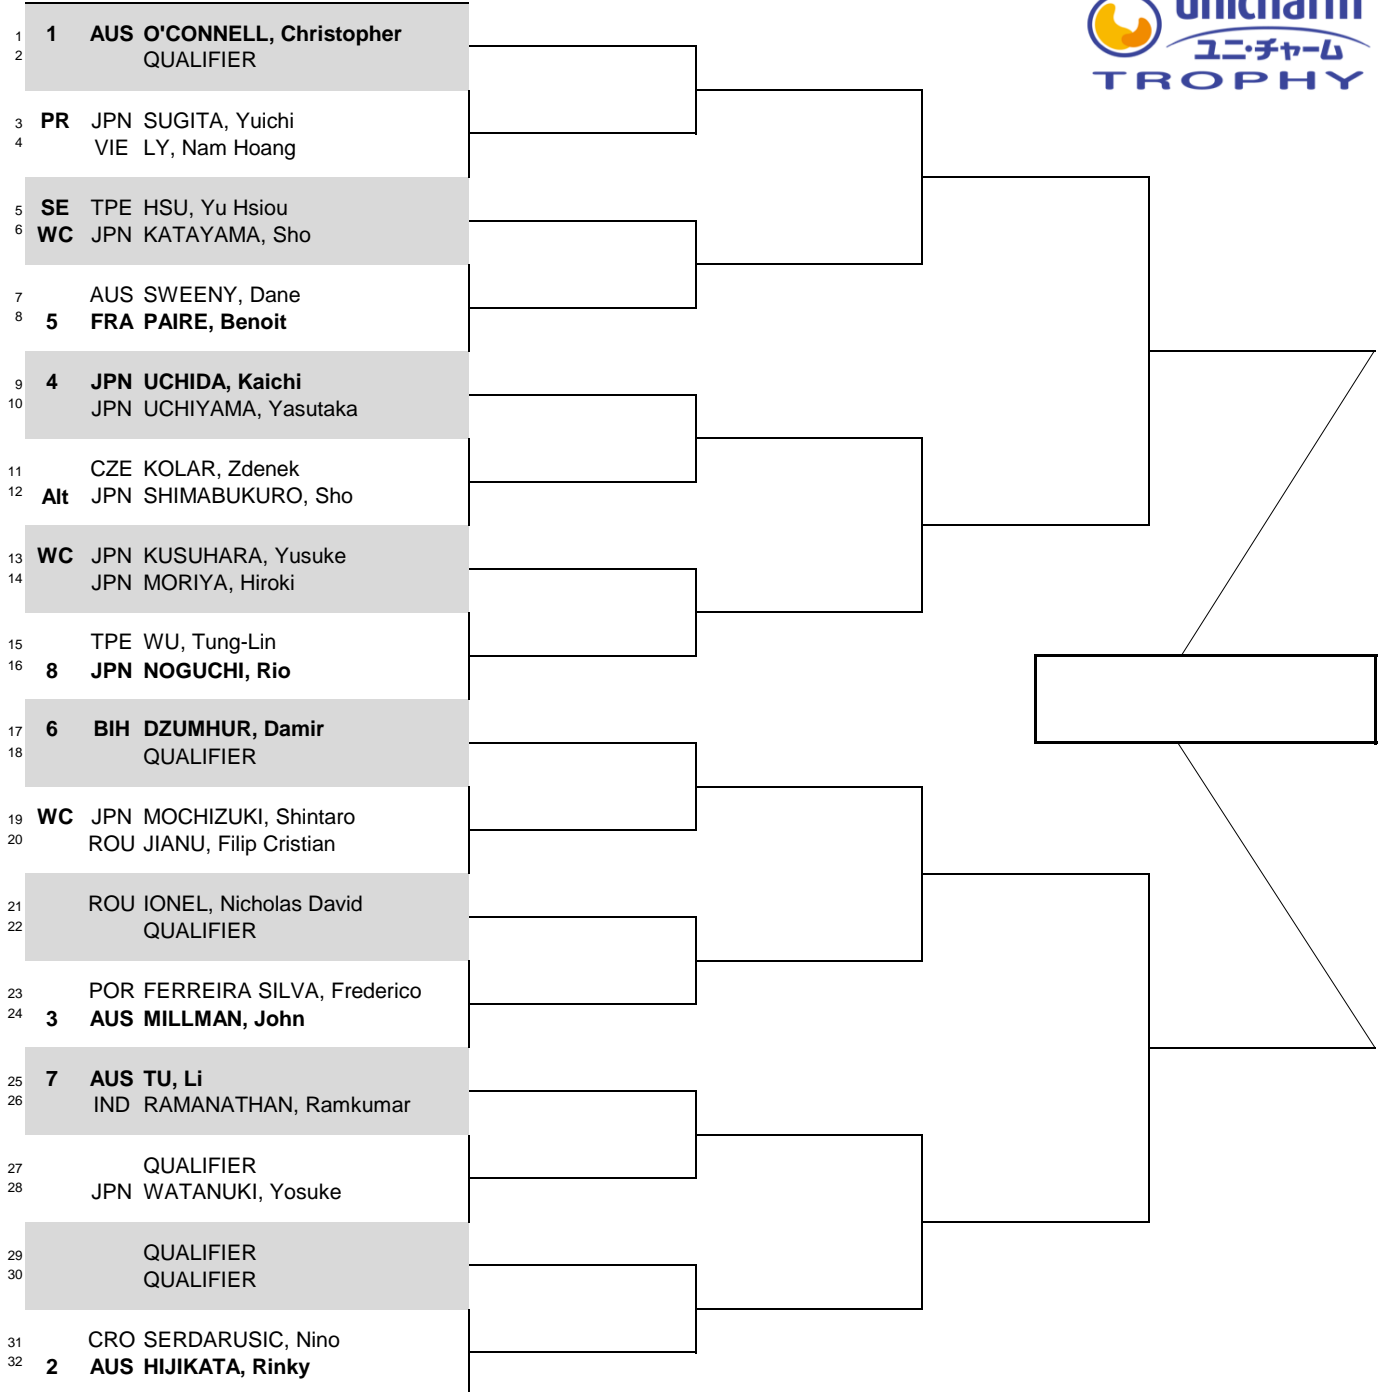 unicharm
ユニ・チャーム
TROPHY
1 1 AUS O'CONNELL, Christopher
2 QUALIFIER
3 PR JPN SUGITA, Yuichi
4 VIE LY, Nam Hoang
5 SE TPE HSU, Yu Hsiou
6 WC JPN KATAYAMA, Sho
7 AUS SWEENY, Dane
8 5 FRA PAIRE, Benoit
9 4 JPN UCHIDA, Kaichi
10 JPN UCHIYAMA, Yasutaka
11 CZE KOLAR, Zdenek
12 Alt JPN SHIMABUKURO, Sho
13 WC JPN KUSUHARA, Yusuke
14 JPN MORIYA, Hiroki
15 TPE WU, Tung-Lin
16 8 JPN NOGUCHI, Rio
17 6 BIH DZUMHUR, Damir
18 QUALIFIER
19 WC JPN MOCHIZUKI, Shintaro
20 ROU JIANU, Filip Cristian
21 ROU IONEL, Nicholas David
22 QUALIFIER
23 POR FERREIRA SILVA, Frederico
24 3 AUS MILLMAN, John
25 7 AUS TU, Li
26 IND RAMANATHAN, Ramkumar
27 QUALIFIER
28 JPN WATANUKI, Yosuke
29 QUALIFIER
30 QUALIFIER
31 CRO SERDARUSIC, Nino
32 2 AUS HIJIKATA, Rinky